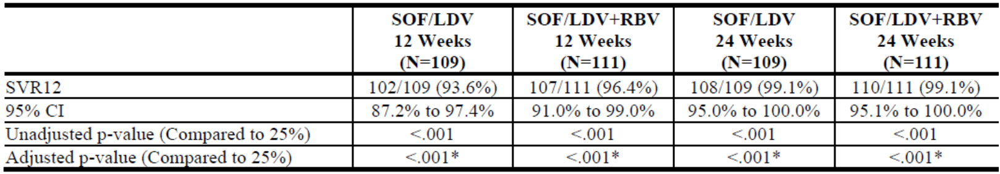 SOF/LDV SOF/LDV+RBV SOF/LDV SOF/LDV+RBV
12 Weeks 12 Weeks 24 Weeks 24 Weeks
(N=109) (N=111) (N=109) (N=111)
SVR12 102/109 (93.6%) 107/111 (96.4%) 108/109 (99.1%) 110/111 (99.1%)
95% CI 87.2% to 97.4% 91.0% to 99.0% 95.0% to 100.0% 95.1% to 100.0%
Unadjusted p-value (Compared to 25%) <.001 <.001 <.001 <.001
Adjusted p-value (Compared to 25%) <.001* <.001* <.001* <.001*